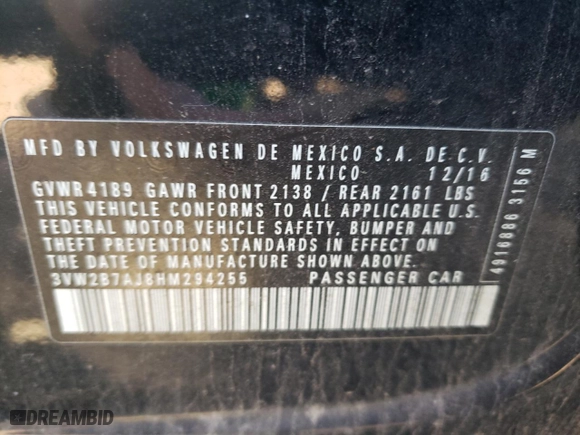 MFD BY VOLKSWAGEN DE MEXICO S.A. DE.C.V.
MEXICO 12/16
GVWR 4189 GAWR FRONT 2138 / REAR 2161 LBS
THIS VEHICLE CONFORMS TO ALL APPLICABLE U.S.
FEDERAL MOTOR VEHICLE SAFETY, BUMPER AND
THEFT PREVENTION STANDARDS IN EFFECT ON
THE DATE OF MANUFACTURE SHOWN ABOVE.
3VW2B7AJ8HM294255 PASSENGER CAR
4916886 3156 M
DREAMBID